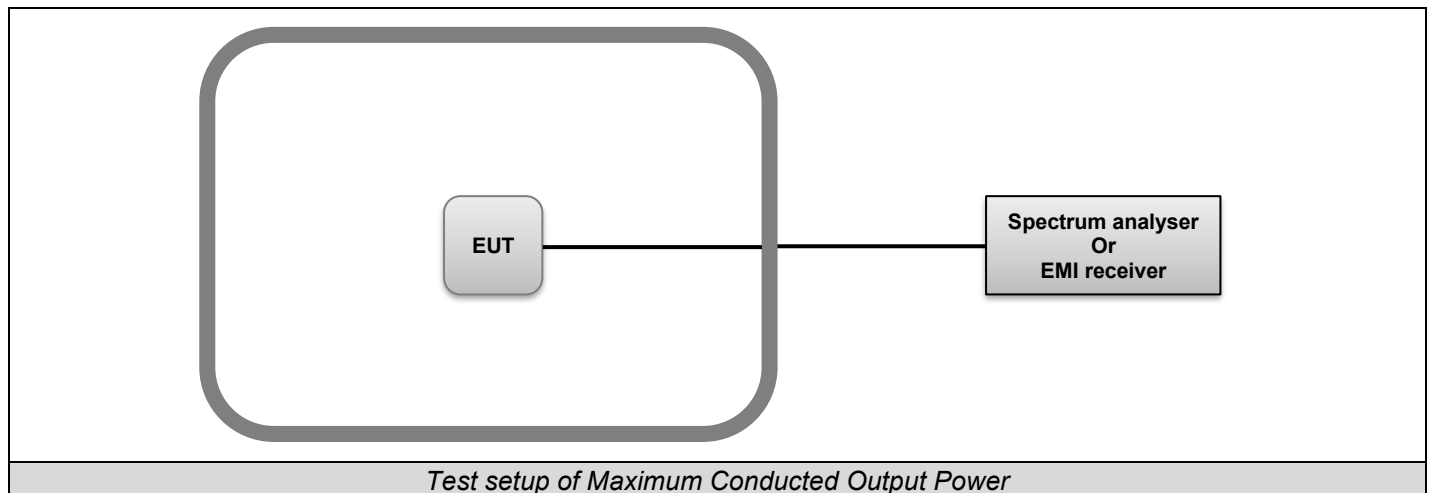 EUT
Spectrum analyser
Or
EMI receiver
Test setup of Maximum Conducted Output Power